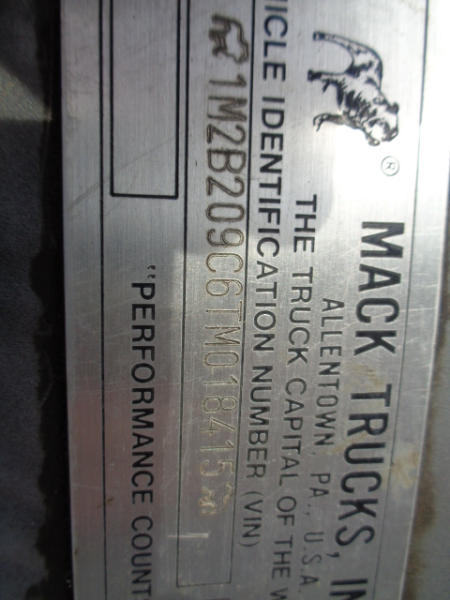 ®
MACK TRUCKS, IN
ALLENTOWN, PA., U.S.A.
THE TRUCK CAPITAL OF THE W
ICLE IDENTIFICATION NUMBER (VIN)
1M2B209C6TM018415
"PERFORMANCE COUNT